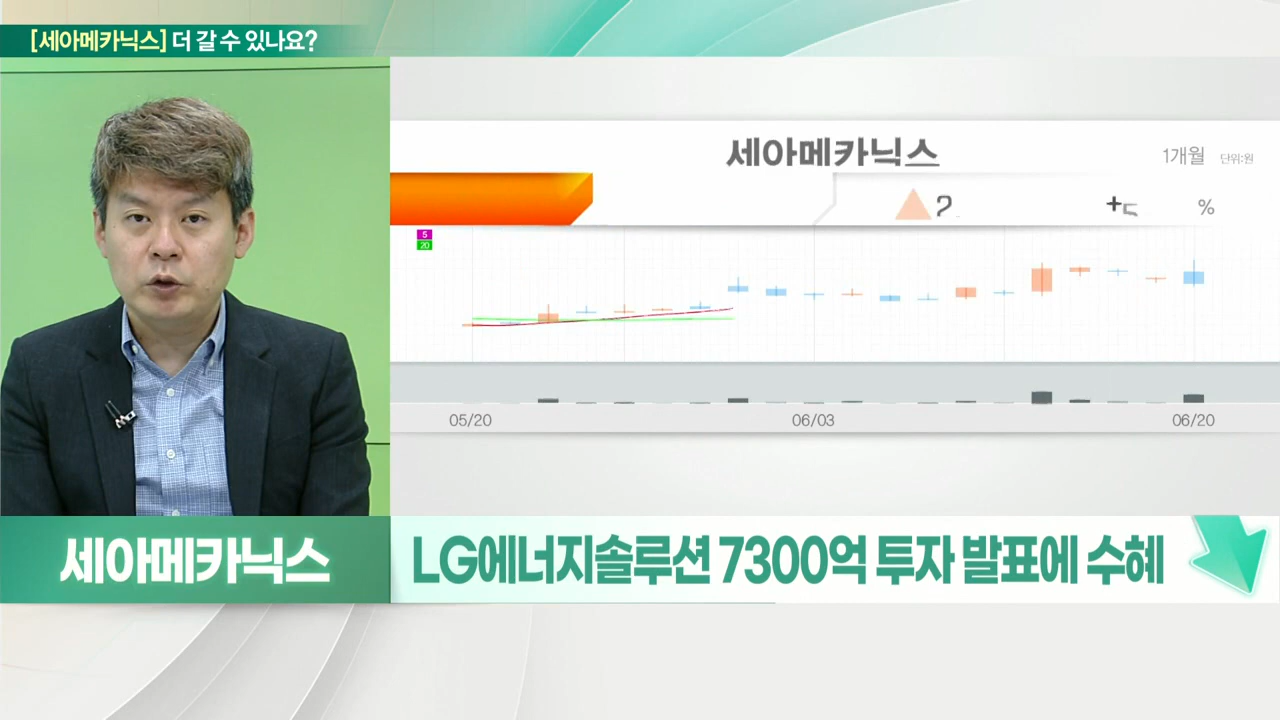 [세아메카닉스] 더 갈 수 있나요?
세아메카닉스
1개월 단위:원
%
5
20
05/20 06/03 06/20
세아메카닉스
LG에너지솔루션 7300억 투자 발표에 수혜